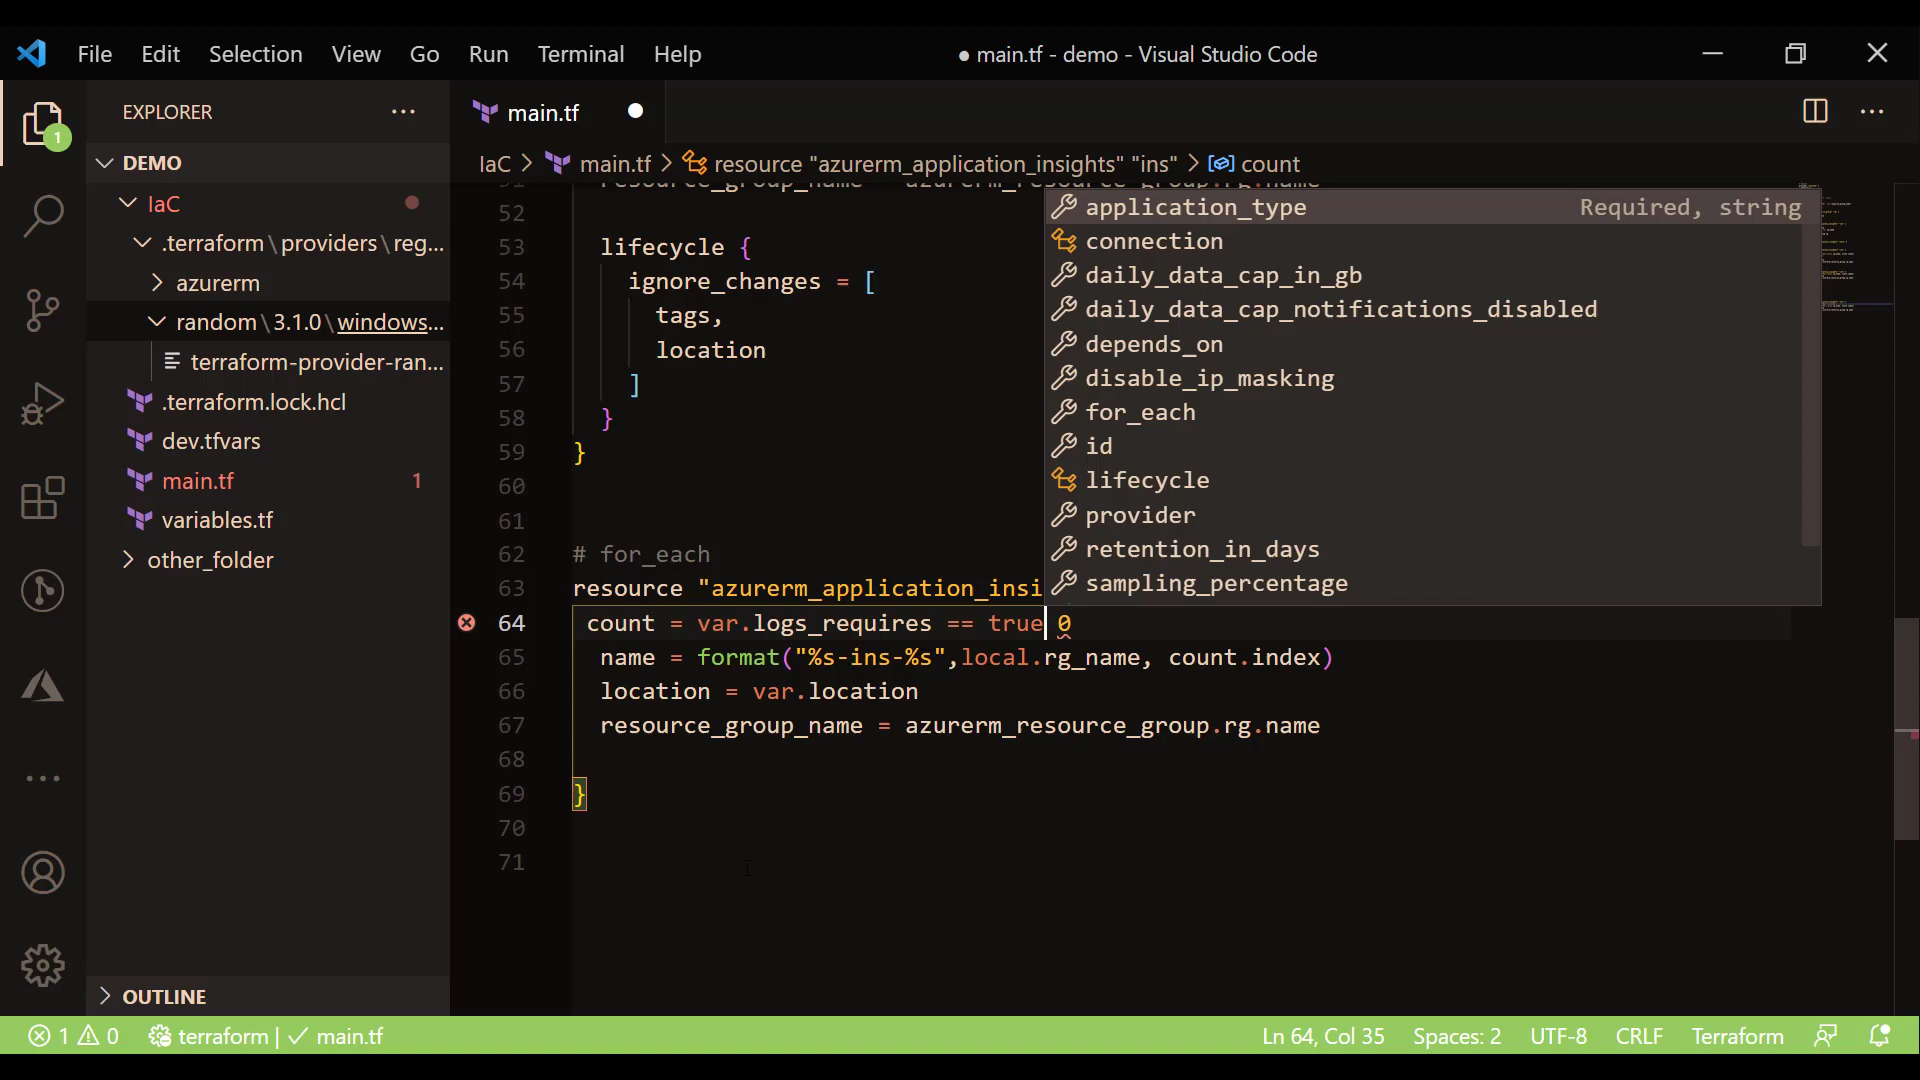 File Edit Selection View Go Run Terminal Help
● main.tf - demo - Visual Studio Code
EXPLORER
main.tf
1
DEMO
IaC > main.tf > resource "azurerm_application_insights" "ins" > count
IaC
.terraform\providers\reg...
azurerm
random\3.1.0\windows...
terraform-provider-ran...
.terraform.lock.hcl
dev.tfvars
main.tf 1
variables.tf
other_folder
OUTLINE
51 resource_group_name = azurerm_resource_group.rg.name
52
53 lifecycle {
54 ignore_changes = [
55 tags,
56 location
57 ]
58 }
59 }
60
61
62 # for_each
63 resource "azurerm_application_insi
64 count = var.logs_requires == true 0
65 name = format("%s-ins-%s",local.rg_name, count.index)
66 location = var.location
67 resource_group_name = azurerm_resource_group.rg.name
68
69 }
70
71
application_type Required, string
connection
daily_data_cap_in_gb
daily_data_cap_notifications_disabled
depends_on
disable_ip_masking
for_each
id
lifecycle
provider
retention_in_days
sampling_percentage
1 0 terraform | ✓ main.tf
Ln 64, Col 35 Spaces: 2 UTF-8 CRLF Terraform